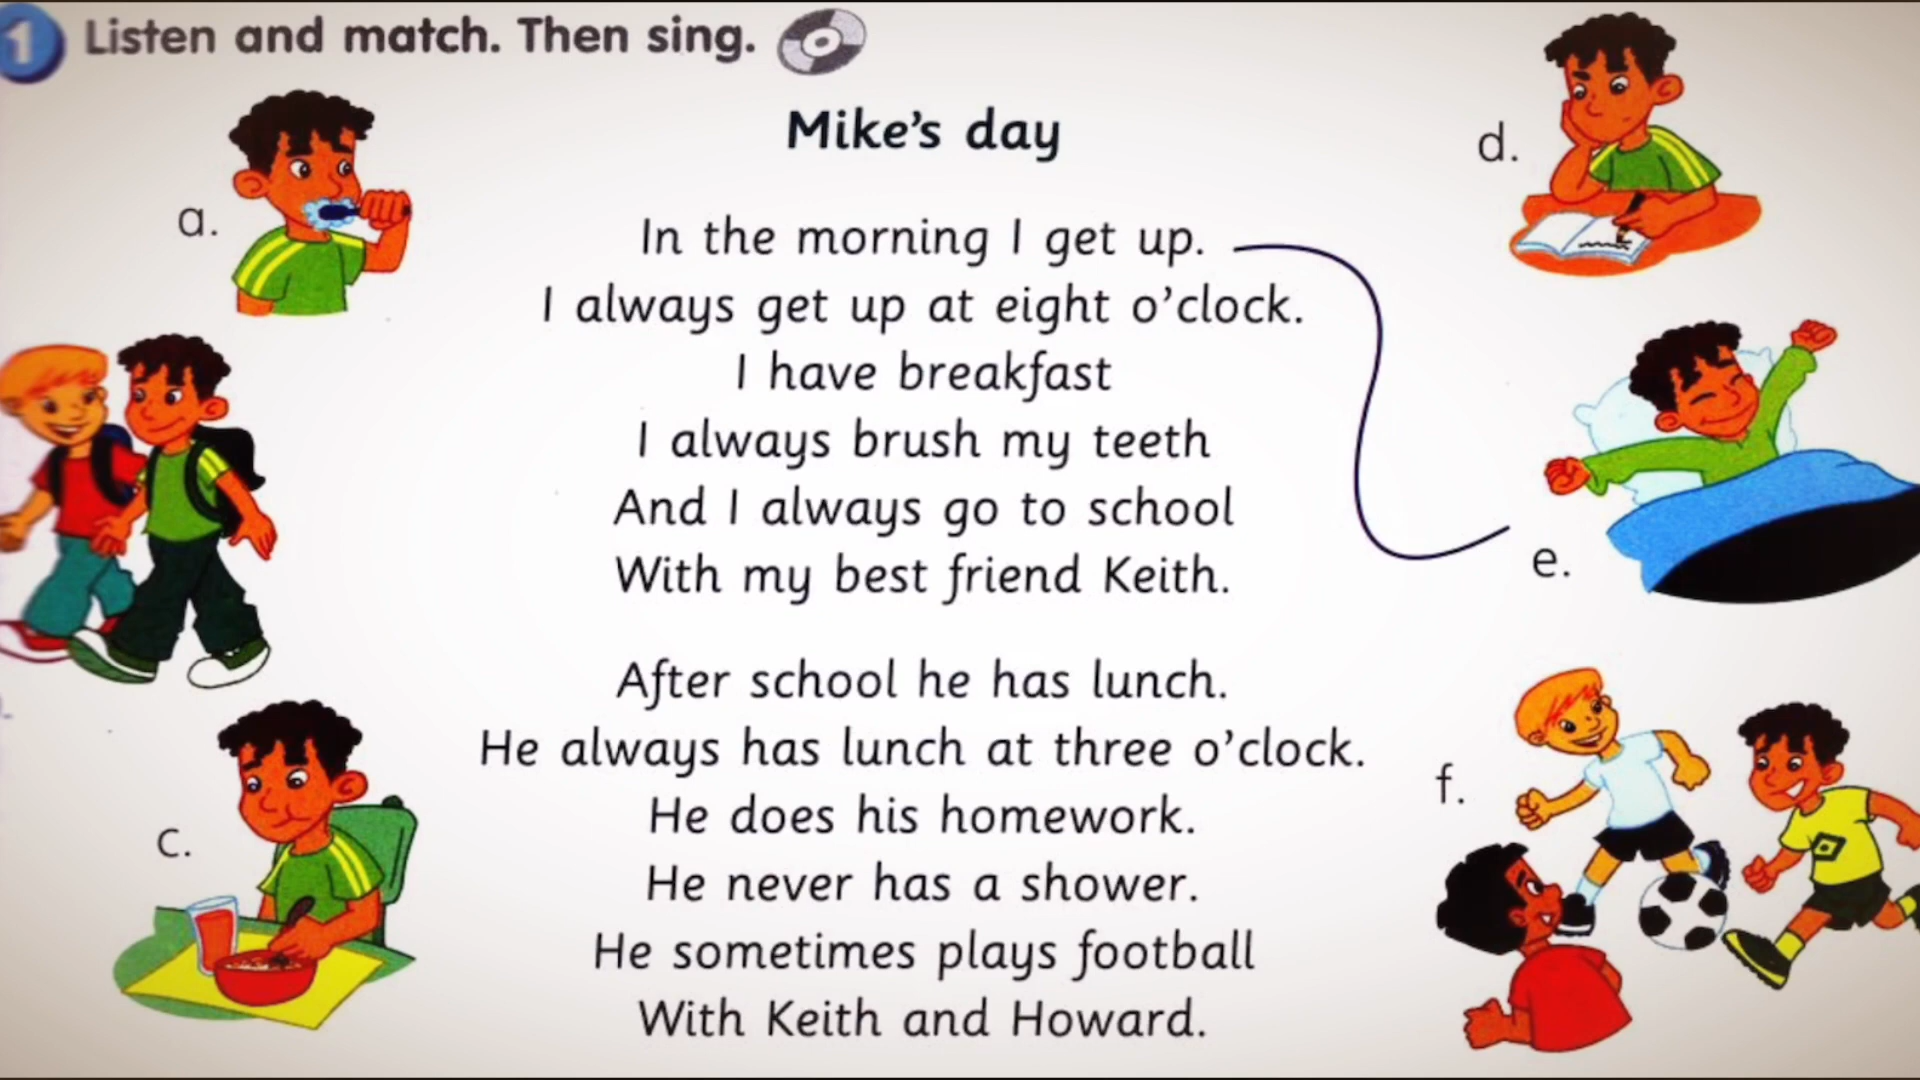 1 Listen and match. Then sing.
Mike's day
a.
d.
In the morning I get up.
I always get up at eight o'clock.
I have breakfast
I always brush my teeth
And I always go to school
With my best friend Keith.
e.
After school he has lunch.
He always has lunch at three o'clock.
He does his homework.
He never has a shower.
He sometimes plays football
With Keith and Howard.
c.
f.